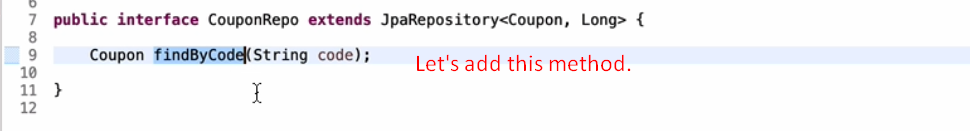 7 public interface CouponRepo extends JpaRepository<Coupon, Long> {
8
9 Coupon findByCode(String code); Let's add this method.
10
11 }
12